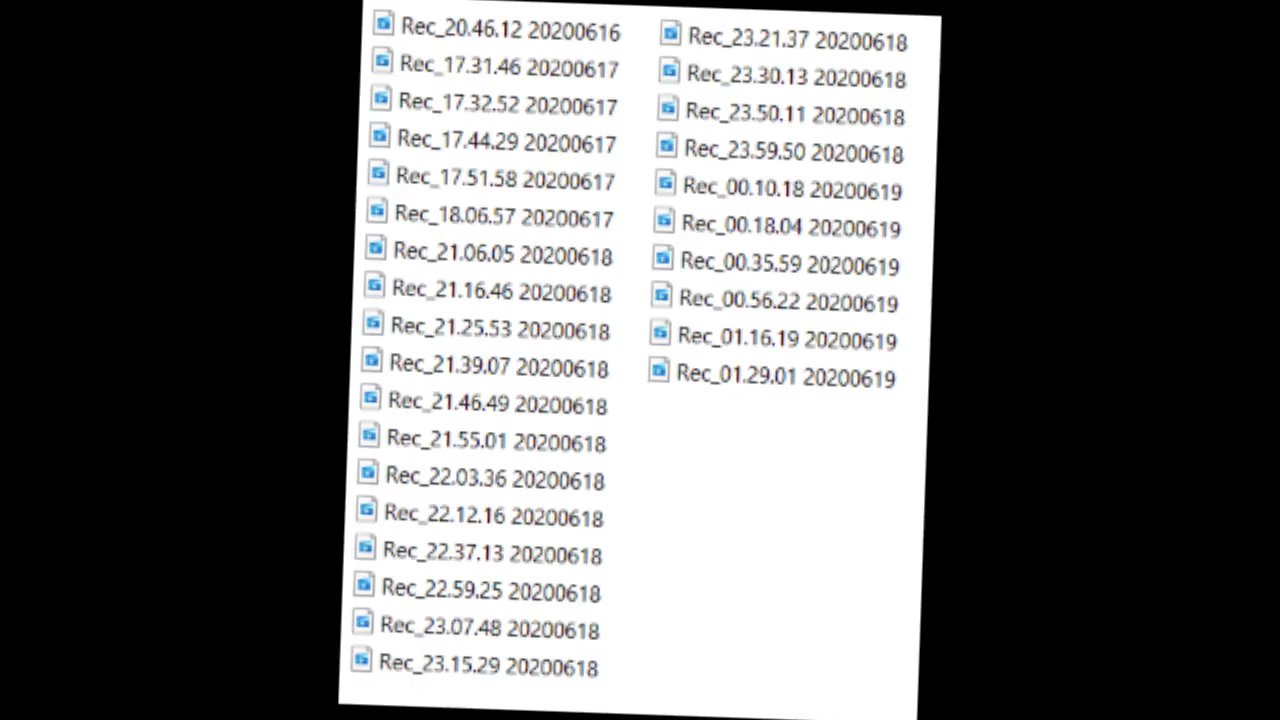 Rec_20.46.12 20200616
Rec_17.31.46 20200617
Rec_17.32.52 20200617
Rec_17.44.29 20200617
Rec_17.51.58 20200617
Rec_18.06.57 20200617
Rec_21.06.05 20200618
Rec_21.16.46 20200618
Rec_21.25.53 20200618
Rec_21.39.07 20200618
Rec_21.46.49 20200618
Rec_21.55.01 20200618
Rec_22.03.36 20200618
Rec_22.12.16 20200618
Rec_22.37.13 20200618
Rec_22.59.25 20200618
Rec_23.07.48 20200618
Rec_23.15.29 20200618
Rec_23.21.37 20200618
Rec_23.30.13 20200618
Rec_23.50.11 20200618
Rec_23.59.50 20200618
Rec_00.10.18 20200619
Rec_00.18.04 20200619
Rec_00.35.59 20200619
Rec_00.56.22 20200619
Rec_01.16.19 20200619
Rec_01.29.01 20200619